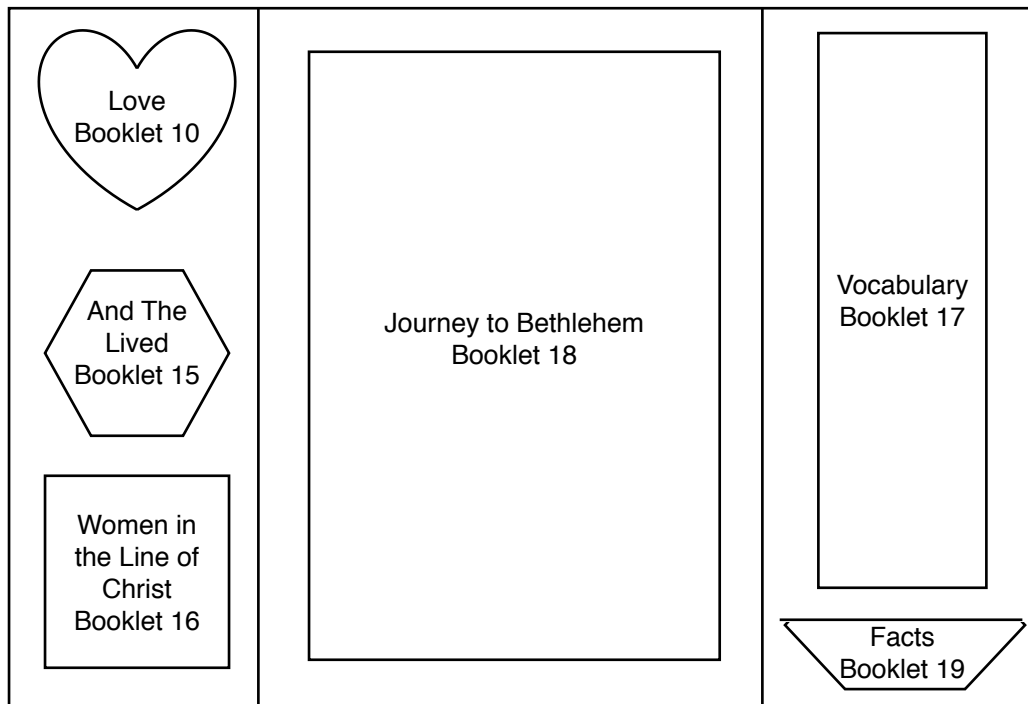 Love
Booklet 10
And The
Lived
Booklet 15
Women in
the Line of
Christ
Booklet 16
Journey to Bethlehem
Booklet 18
Vocabulary
Booklet 17
Facts
Booklet 19